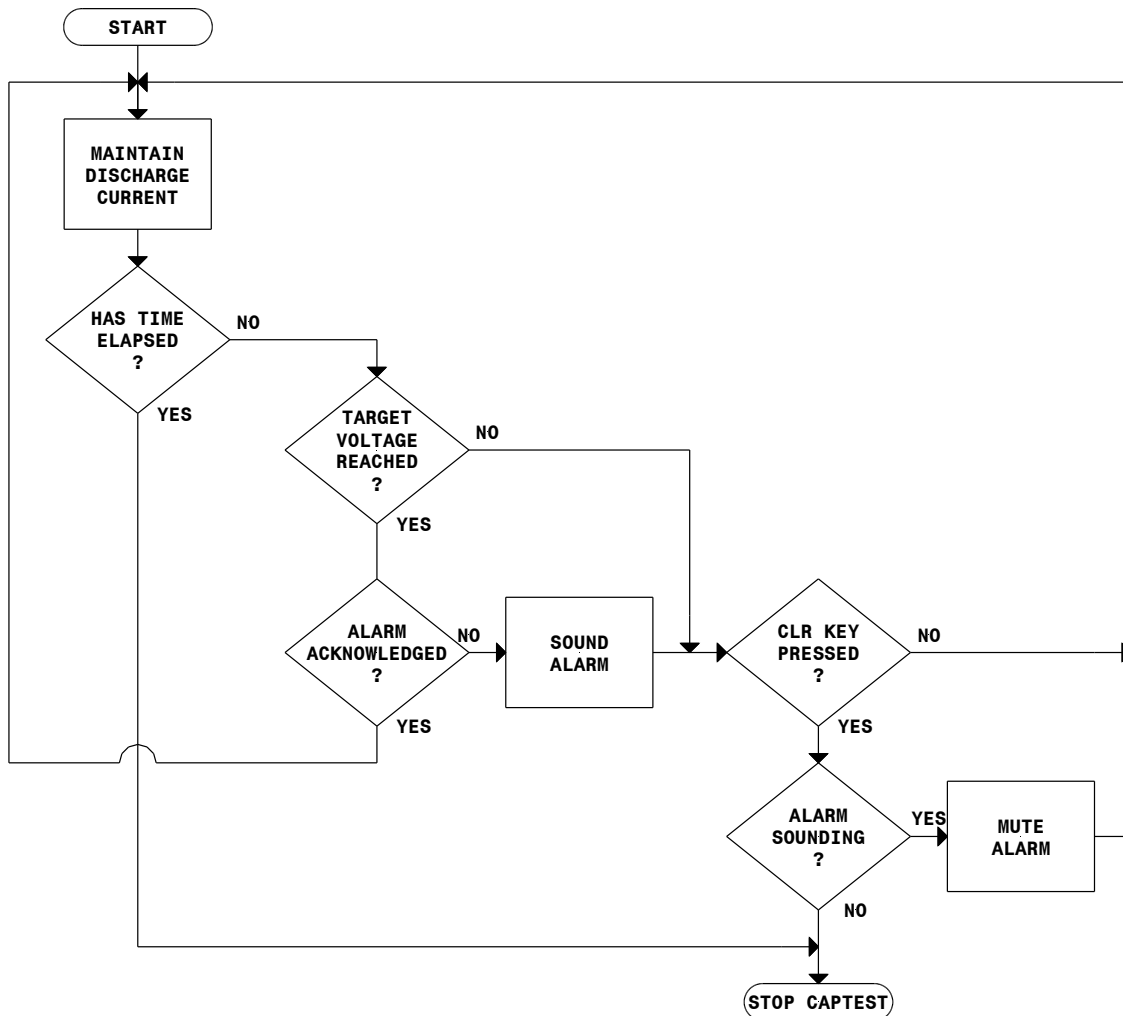 START
MAINTAIN
DISCHARGE
CURRENT
HAS TIME
ELAPSED
?
NO
YES
TARGET
VOLTAGE
REACHED
?
NO
YES
ALARM
ACKNOWLEDGED
?
NO
YES
SOUND
ALARM
CLR KEY
PRESSED
?
NO
YES
ALARM
SOUNDING
?
YES
NO
MUTE
ALARM
STOP CAPTEST